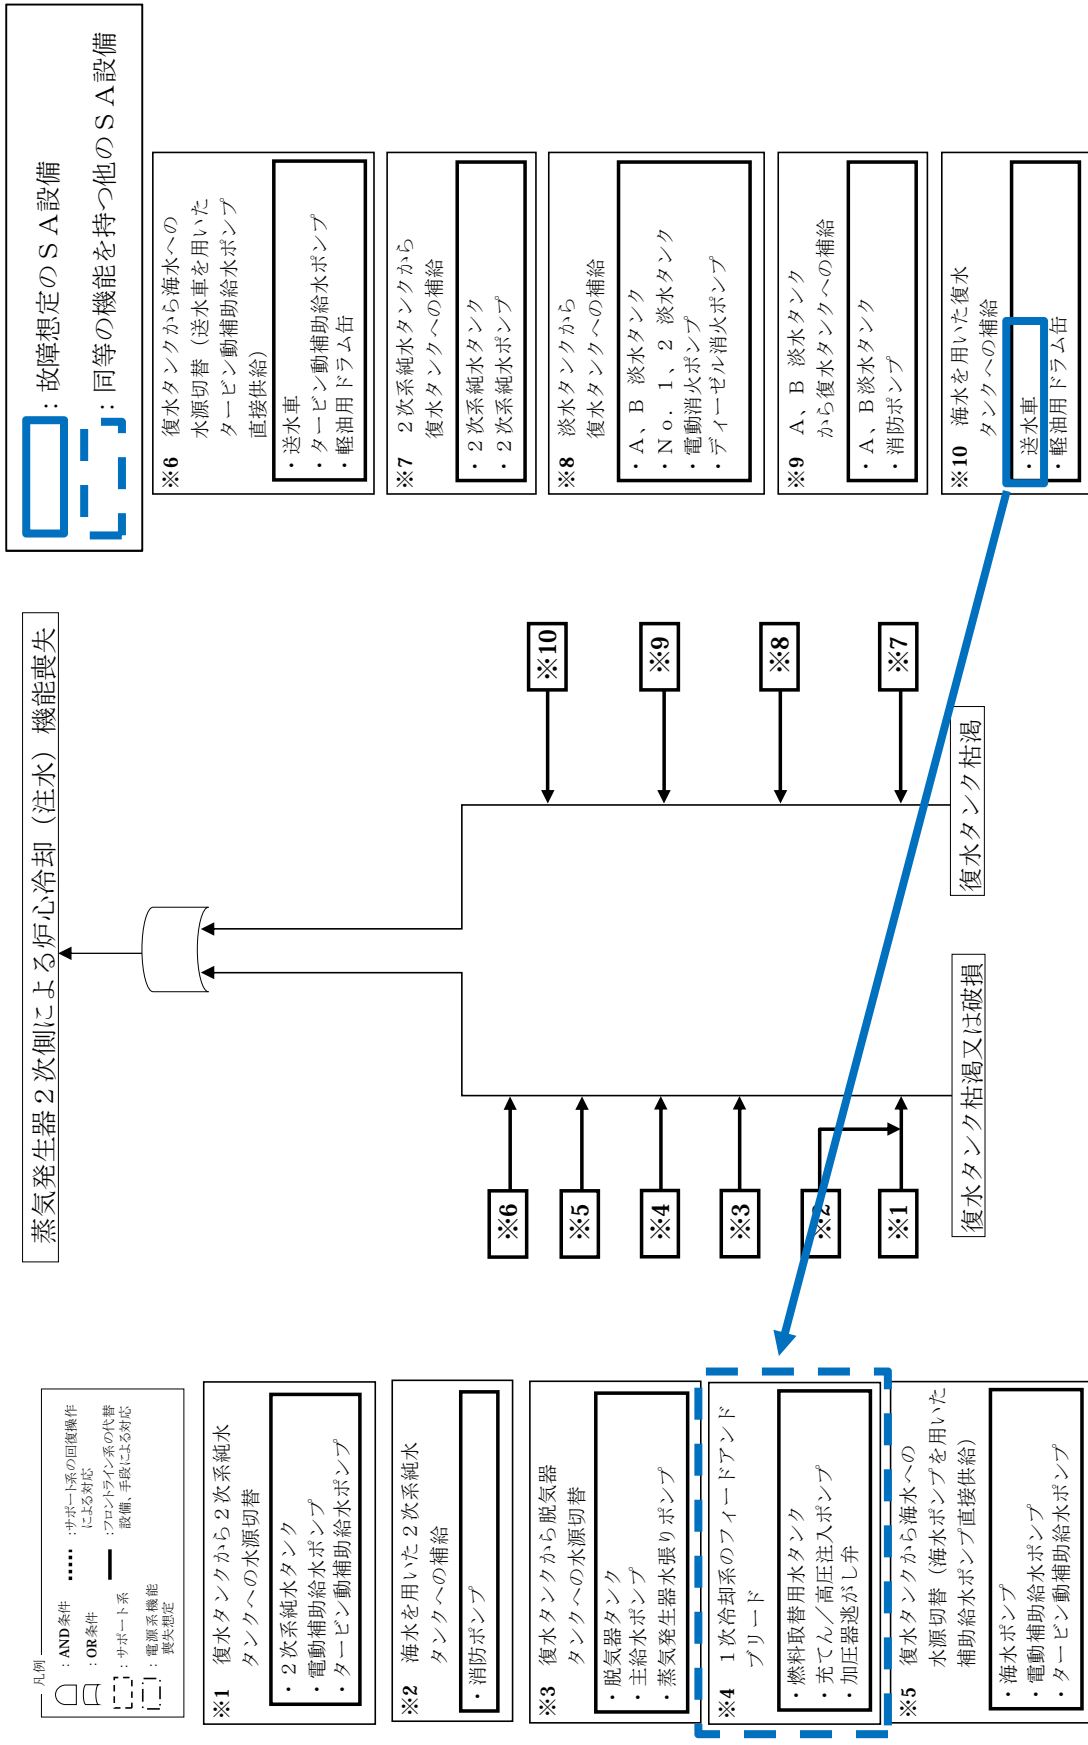 凡例
：AND条件
：OR条件
：サポート系
：電源系機能
喪失想定
：サポート系の回復操作
による対応
：フロントライン系の代替
設備、手段による対応
蒸気発生器２次側による炉心冷却（注水）機能喪失
：故障想定のＳＡ設備
：同等の機能を持つ他のＳＡ設備
※1 復水タンクから２次系純水
タンクへの水源切替
・２次系純水タンク
・電動補助給水ポンプ
・タービン動補助給水ポンプ
※2 海水を用いた２次系純水
タンクへの補給
・消防ポンプ
※3 復水タンクから脱気器
タンクへの水源切替
・脱気器タンク
・主給水ポンプ
・蒸気発生器水張りポンプ
※4 １次冷却系のフィードアンド
ブリード
・燃料取替用水タンク
・充てん／高圧注入ポンプ
・加圧器逃がし弁
※5 復水タンクから海水への
水源切替（海水ポンプを用いた
補助給水ポンプ直接供給）
・海水ポンプ
・電動補助給水ポンプ
・タービン動補助給水ポンプ
※6
※5
※4
※3
※2
※1
復水タンク枯渇又は破損
※10
※9
※8
※7
復水タンク枯渇
※6 復水タンクから海水への
水源切替（送水車を用いた
タービン動補助給水ポンプ
直接供給）
・送水車
・タービン動補助給水ポンプ
・軽油用ドラム缶
※7 ２次系純水タンクから
復水タンクへの補給
・２次系純水タンク
・２次系純水ポンプ
※8 淡水タンクから
復水タンクへの補給
・Ａ、Ｂ 淡水タンク
・Ｎｏ．１、２ 淡水タンク
・電動消火ポンプ
・ディーゼル消火ポンプ
※9 Ａ、Ｂ 淡水タンク
から復水タンクへの補給
・Ａ、Ｂ淡水タンク
・消防ポンプ
※10 海水を用いた復水
タンクへの補給
・送水車
・軽油用ドラム缶